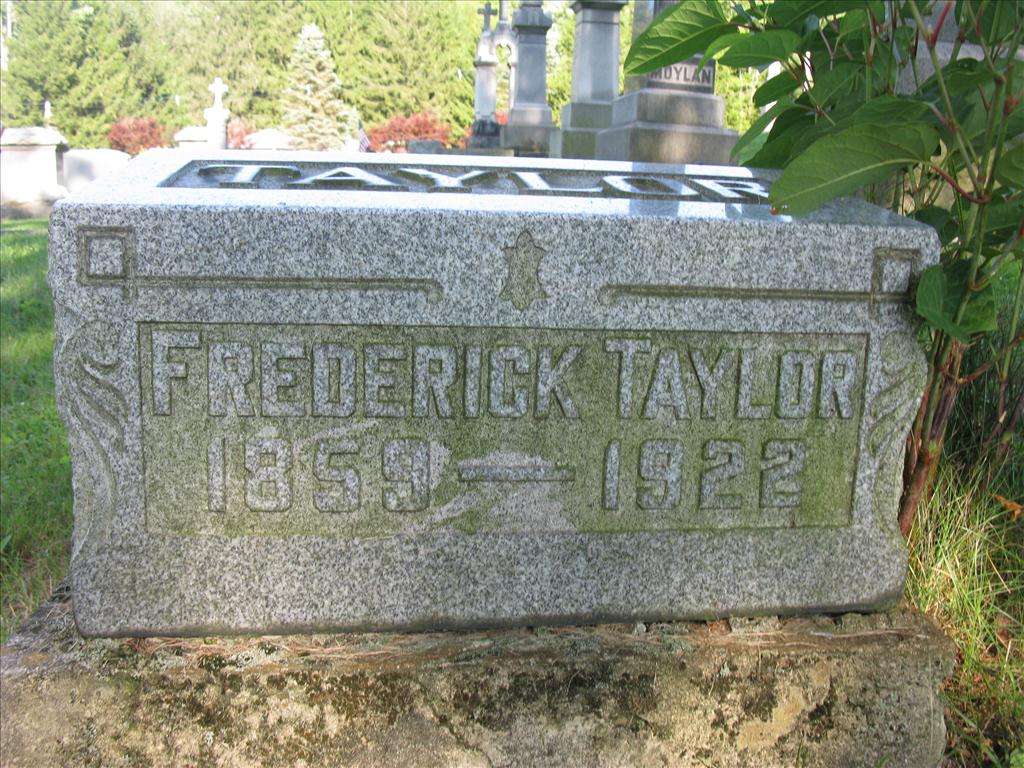 MOYLAN
TAYLOR
FREDERICK TAYLOR
1859 — 1922